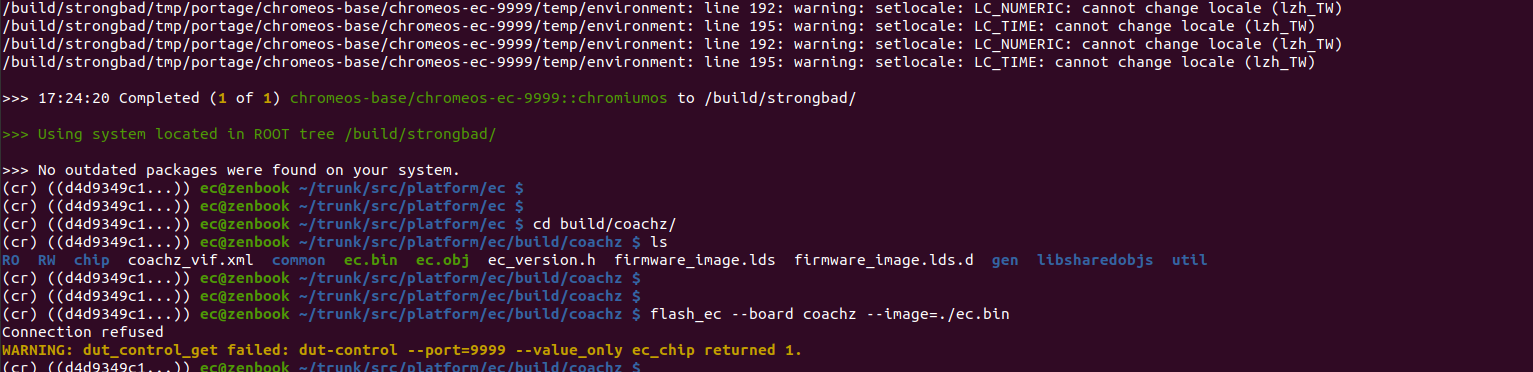 /build/strongbad/tmp/portage/chromeos-base/chromeos-ec-9999/temp/environment: line 192: warning: setlocale: LC_NUMERIC: cannot change locale (lzh_TW)
/build/strongbad/tmp/portage/chromeos-base/chromeos-ec-9999/temp/environment: line 195: warning: setlocale: LC_TIME: cannot change locale (lzh_TW)
/build/strongbad/tmp/portage/chromeos-base/chromeos-ec-9999/temp/environment: line 192: warning: setlocale: LC_NUMERIC: cannot change locale (lzh_TW)
/build/strongbad/tmp/portage/chromeos-base/chromeos-ec-9999/temp/environment: line 195: warning: setlocale: LC_TIME: cannot change locale (lzh_TW)
>>> 17:24:20 Completed (1 of 1) chromeos-base/chromeos-ec-9999::chromiumos to /build/strongbad/
>>> Using system located in ROOT tree /build/strongbad/
>>> No outdated packages were found on your system.
(cr) ((d4d9349c1...)) ec@zenbook ~/trunk/src/platform/ec $
(cr) ((d4d9349c1...)) ec@zenbook ~/trunk/src/platform/ec $
(cr) ((d4d9349c1...)) ec@zenbook ~/trunk/src/platform/ec $ cd build/coachz/
(cr) ((d4d9349c1...)) ec@zenbook ~/trunk/src/platform/ec/build/coachz $ ls
RO  RW  chip  coachz_vif.xml  common  ec.bin  ec.obj  ec_version.h  firmware_image.lds  firmware_image.lds.d  gen  libsharedobjs  util
(cr) ((d4d9349c1...)) ec@zenbook ~/trunk/src/platform/ec/build/coachz $
(cr) ((d4d9349c1...)) ec@zenbook ~/trunk/src/platform/ec/build/coachz $
(cr) ((d4d9349c1...)) ec@zenbook ~/trunk/src/platform/ec/build/coachz $ flash_ec --board coachz --image=./ec.bin
Connection refused
WARNING: dut_control_get failed: dut-control --port=9999 --value_only ec_chip returned 1.
(cr) ((d4d9349c1...)) ec@zenbook ~/trunk/src/platform/ec/build/coachz $